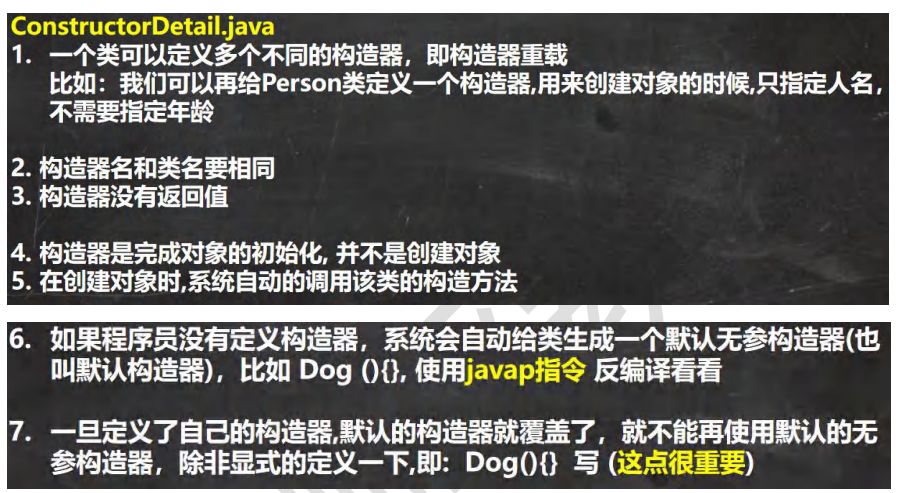 ConstructorDetail.java
1. 一个类可以定义多个不同的构造器，即构造器重载
比如：我们可以再给Person类定义一个构造器,用来创建对象的时候,只指定人名，
不需要指定年龄
2. 构造器名和类名要相同
3. 构造器没有返回值
4. 构造器是完成对象的初始化, 并不是创建对象
5. 在创建对象时,系统自动的调用该类的构造方法
6. 如果程序员没有定义构造器，系统会自动给类生成一个默认无参构造器(也
叫默认构造器)，比如 Dog (){}, 使用javap指令 反编译看看
7. 一旦定义了自己的构造器,默认的构造器就覆盖了，就不能再使用默认的无
参构造器，除非显式的定义一下,即: Dog(){} 写 (这点很重要)